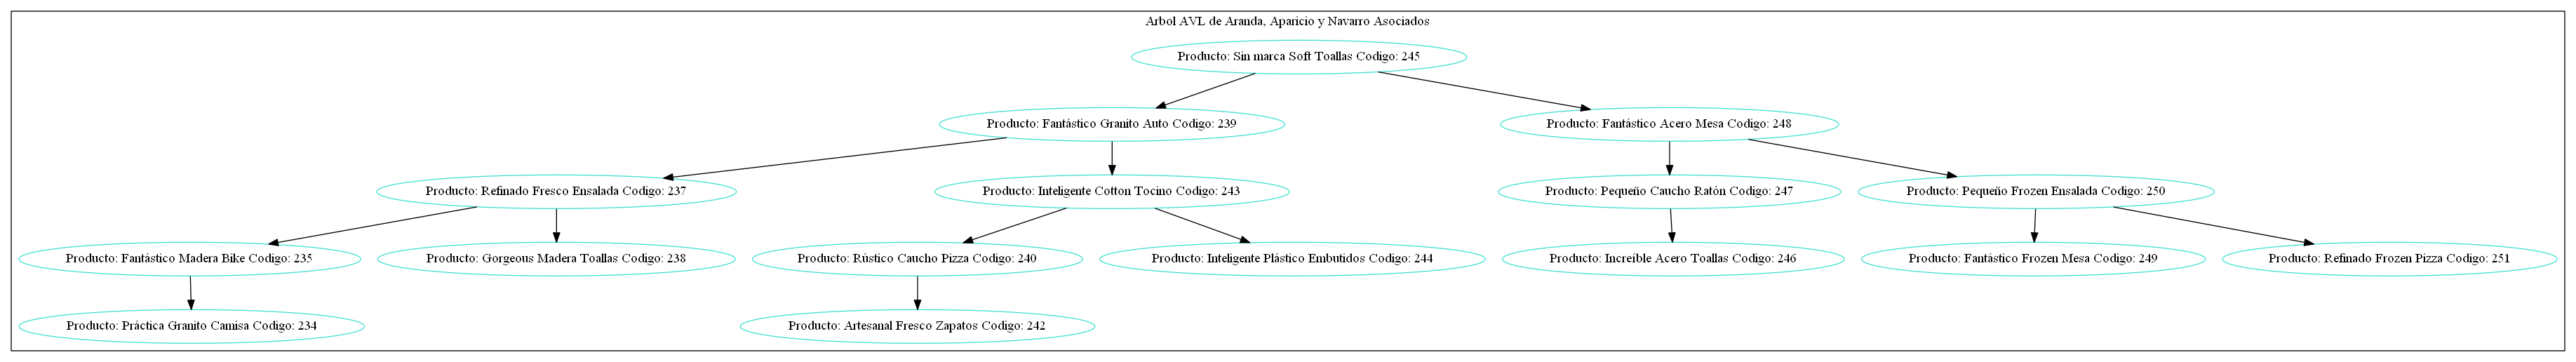 Arbol AVL de Aranda, Aparicio y Navarro Asociados
Producto: Sin marca Soft Toallas Codigo: 245
Producto: Fantástico Granito Auto Codigo: 239
Producto: Fantástico Acero Mesa Codigo: 248
Producto: Refinado Fresco Ensalada Codigo: 237
Producto: Inteligente Cotton Tocino Codigo: 243
Producto: Pequeño Caucho Ratón Codigo: 247
Producto: Pequeño Frozen Ensalada Codigo: 250
Producto: Fantástico Madera Bike Codigo: 235
Producto: Gorgeous Madera Toallas Codigo: 238
Producto: Rústico Caucho Pizza Codigo: 240
Producto: Inteligente Plástico Embutidos Codigo: 244
Producto: Increíble Acero Toallas Codigo: 246
Producto: Fantástico Frozen Mesa Codigo: 249
Producto: Refinado Frozen Pizza Codigo: 251
Producto: Práctica Granito Camisa Codigo: 234
Producto: Artesanal Fresco Zapatos Codigo: 242